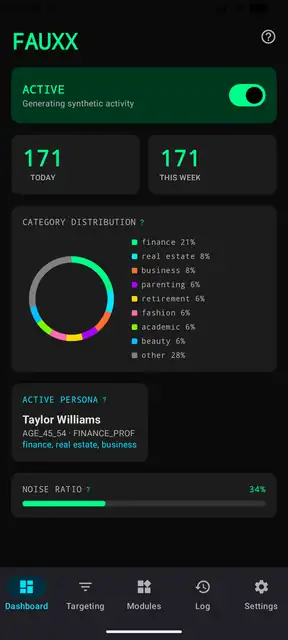 FAUXX
?
ACTIVE
Generating synthetic activity
171
TODAY
171
THIS WEEK
CATEGORY DISTRIBUTION ?
finance 21%
real estate 8%
business 8%
parenting 6%
retirement 6%
fashion 6%
academic 6%
beauty 6%
other 28%
ACTIVE PERSONA ?
Taylor Williams
AGE_45_54 · FINANCE_PROF
finance, real estate, business
NOISE RATIO ?
34%
Dashboard
Targeting
Modules
Log
Settings